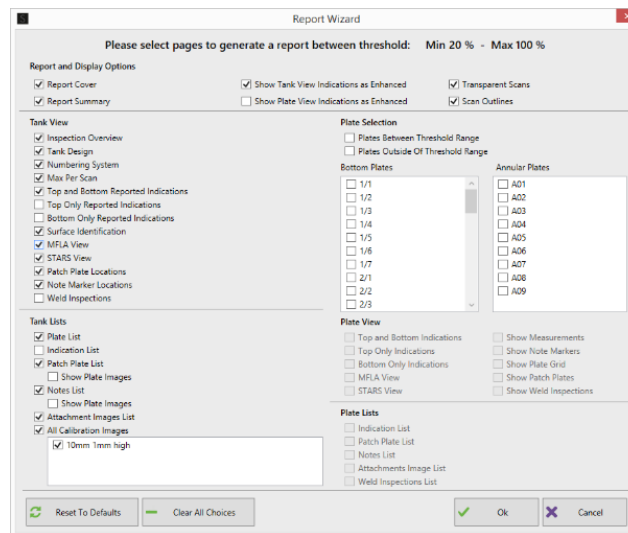 Report Wizard
Please select pages to generate a report between threshold: Min 20 % - Max 100 %
Report and Display Options
Report Cover
Show Tank View Indications as Enhanced
Transparent Scans
Report Summary
Show Plate View Indications as Enhanced
Scan Outlines
Tank View
Inspection Overview
Tank Design
Numbering System
Max Per Scan
Top and Bottom Reported Indications
Top Only Reported Indications
Bottom Only Reported Indications
Surface Identification
MFLA View
STARS View
Patch Plate Locations
Note Marker Locations
Weld Inspections
Plate Selection
Plates Between Threshold Range
Plates Outside Of Threshold Range
Bottom Plates
1/1
1/2
1/3
1/4
1/5
1/6
1/7
2/1
2/2
2/3
Annular Plates
A01
A02
A03
A04
A05
A06
A07
A08
A09
Tank Lists
Plate List
Indication List
Patch Plate List
Show Plate Images
Notes List
Show Plate Images
Attachment Images List
All Calibration Images
10mm 1mm high
Plate View
Top and Bottom Indications
Top Only Indications
Bottom Only Indications
MFLA View
STARS View
Show Measurements
Show Note Markers
Show Plate Grid
Show Patch Plates
Show Weld Inspections
Plate Lists
Indication List
Patch Plate List
Notes List
Attachments Image List
Weld Inspections List
Reset To Defaults
Clear All Choices
Ok
Cancel